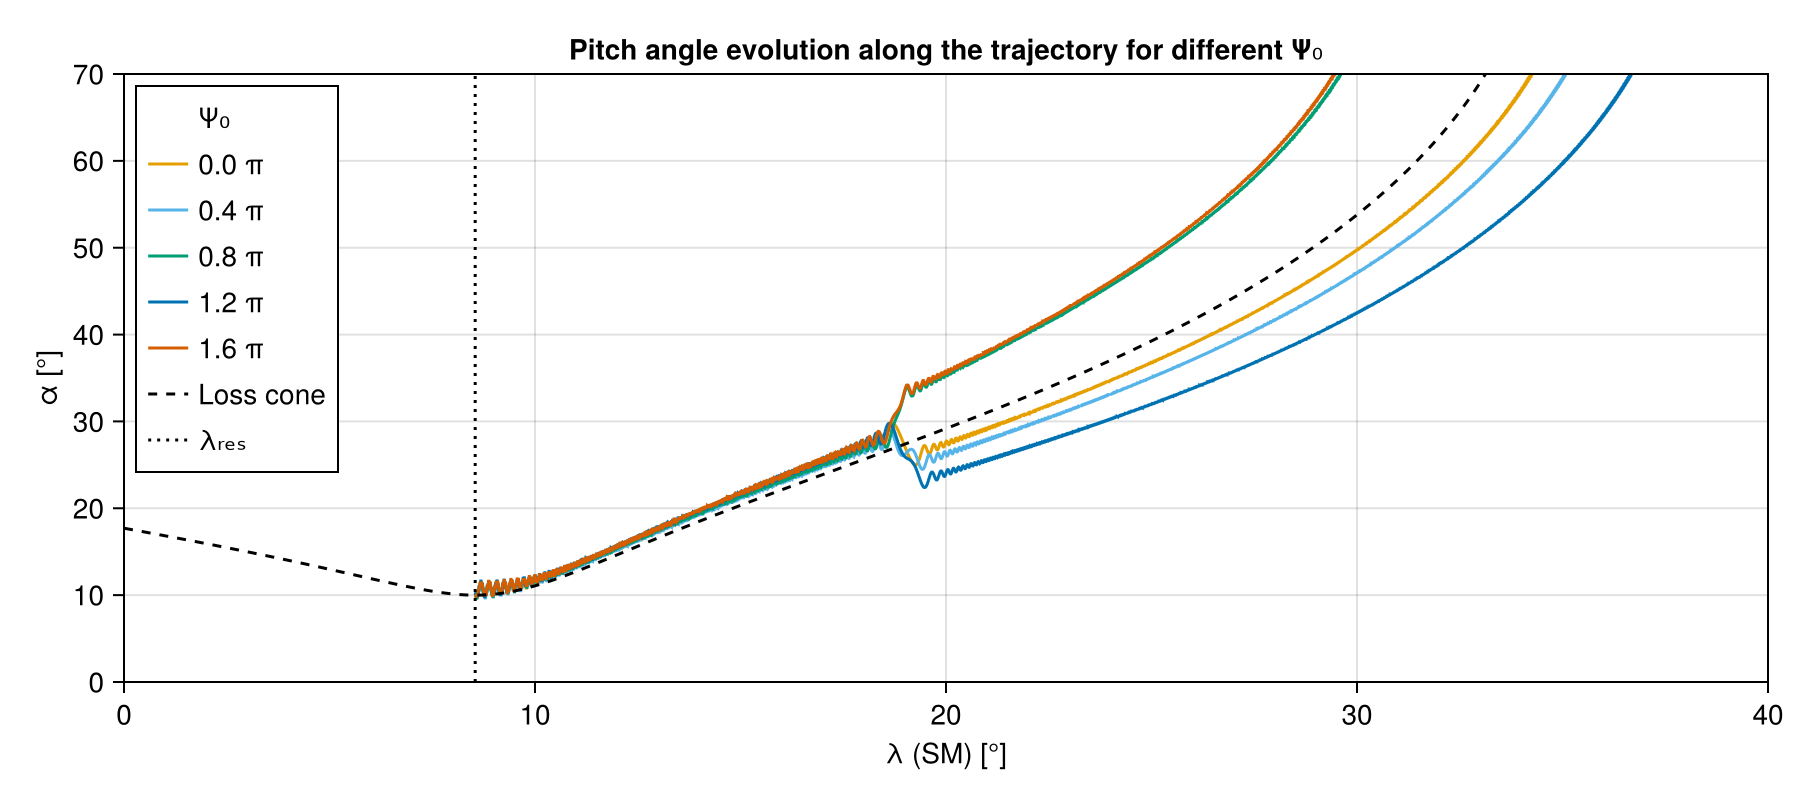 Pitch angle evolution along the trajectory for different Ψ₀
70
60
50
40
30
20
10
0
α [°]
Ψ₀
0.0 π
0.4 π
0.8 π
1.2 π
1.6 π
Loss cone
λᵣₑₛ
0
10
20
30
40
λ (SM) [°]